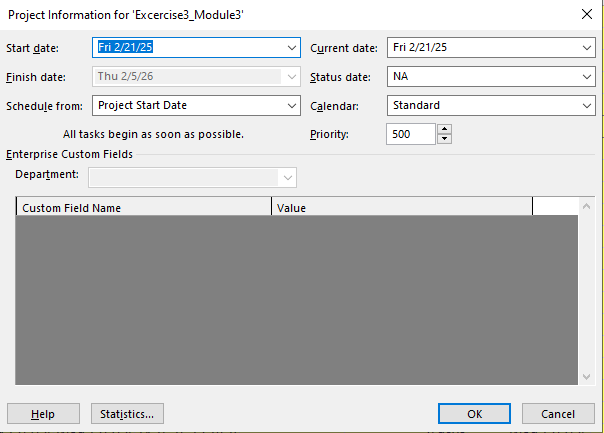 Project Information for 'Excercise3_Module3'
Start date: Fri 2/21/25 Current date: Fri 2/21/25
Finish date: Thu 2/5/26 Status date: NA
Schedule from: Project Start Date Calendar: Standard
All tasks begin as soon as possible. Priority: 500
Enterprise Custom Fields
Department:
Custom Field Name Value
Help Statistics... OK Cancel